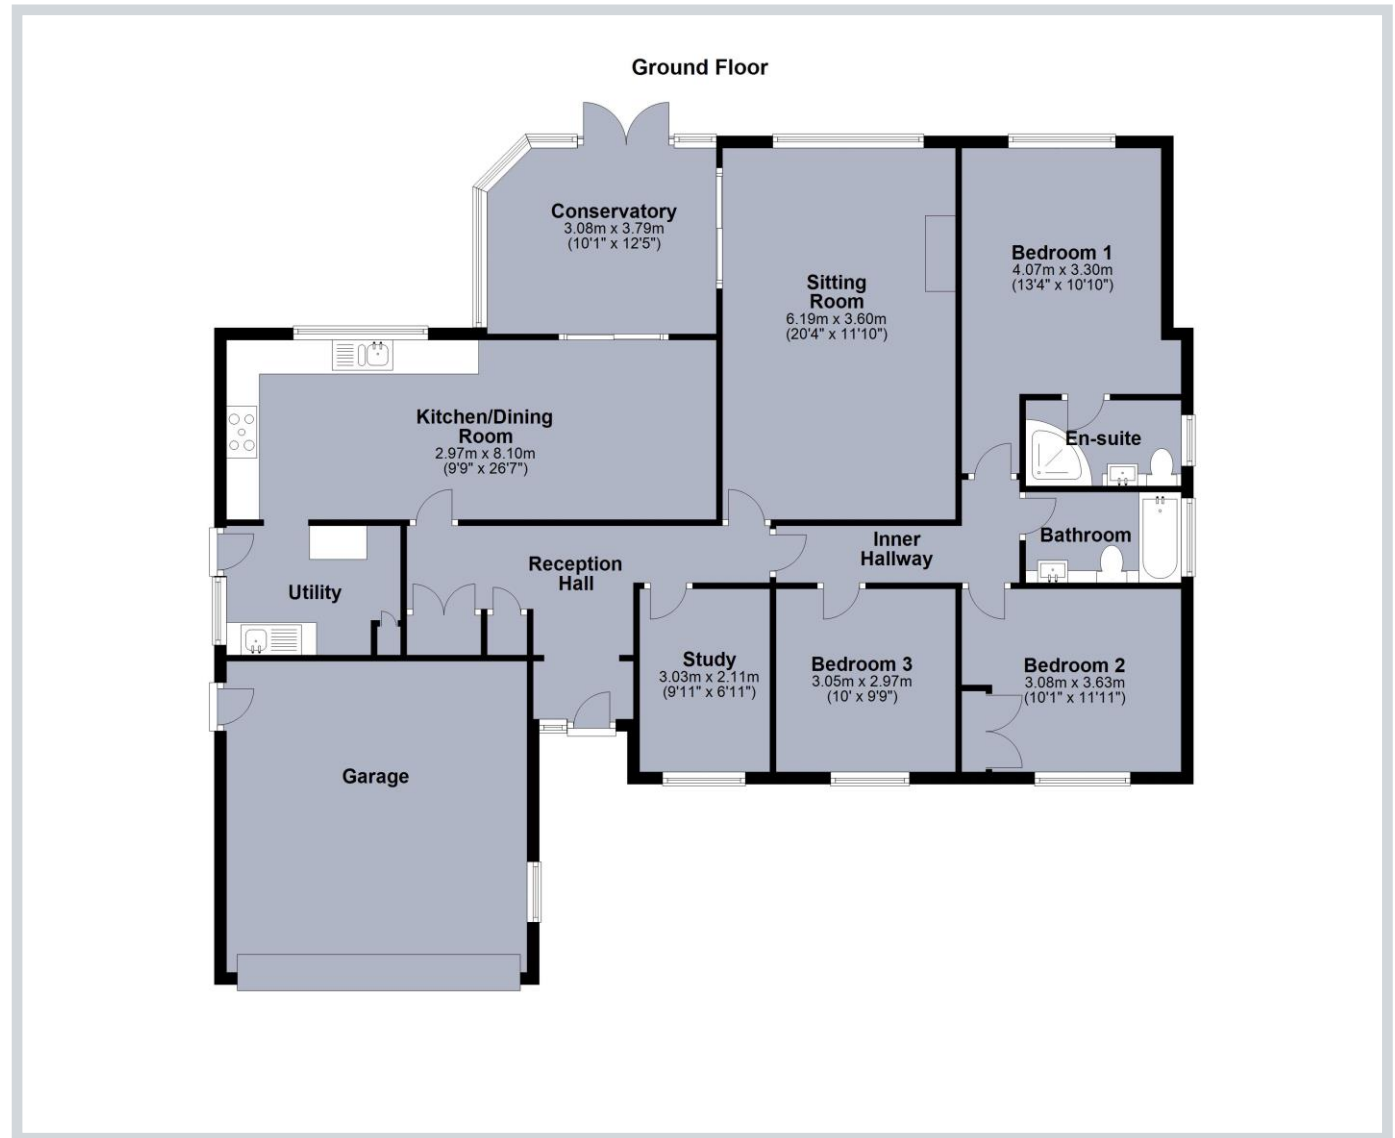 Ground Floor
Conservatory
3.08m x 3.79m
(10'1" x 12'5")
Sitting
Room
6.19m x 3.60m
(20'4" x 11'10")
Bedroom 1
4.07m x 3.30m
(13'4" x 10'10")
Kitchen/Dining
Room
2.97m x 8.10m
(9'9" x 26'7")
En-suite
Bathroom
Inner
Hallway
Reception
Hall
Utility
Study
3.03m x 2.11m
(9'11" x 6'11")
Bedroom 3
3.05m x 2.97m
(10' x 9'9")
Bedroom 2
3.08m x 3.63m
(10'1" x 11'11")
Garage